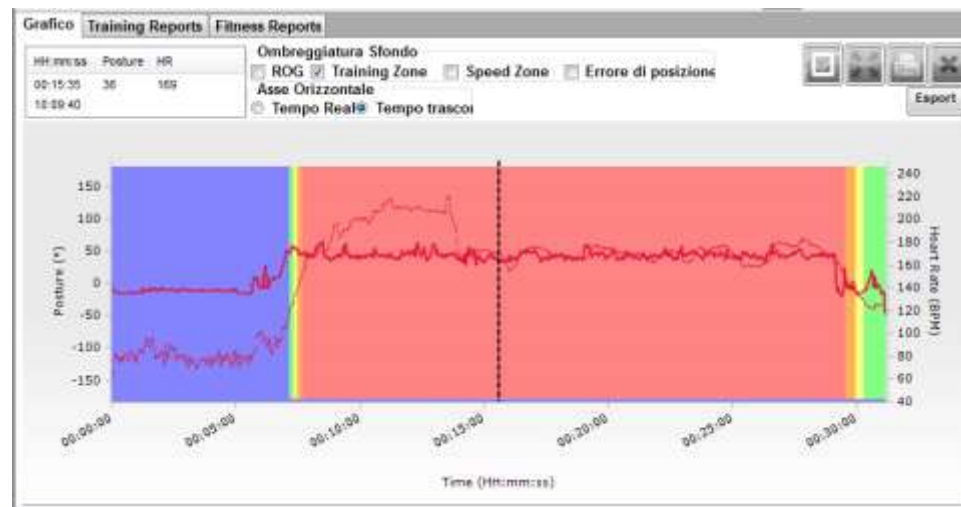 Grafico Training Reports Fitness Reports
HH:mm:ss Posture HR
00:15:35 36 169
10:09:40
Ombreggiatura Sfondo
ROG Training Zone Speed Zone Errore di posizione
Asse Orizzontale
Tempo Reale Tempo trascor
Esport
150
100
50
0
-50
-100
-150
Posture (°)
240
220
200
180
160
140
120
100
80
60
40
Heart Rate (BPM)
00:00:00 00:05:00 00:10:00 00:15:00 00:20:00 00:25:00 00:30:00
Time (HH:mm:ss)